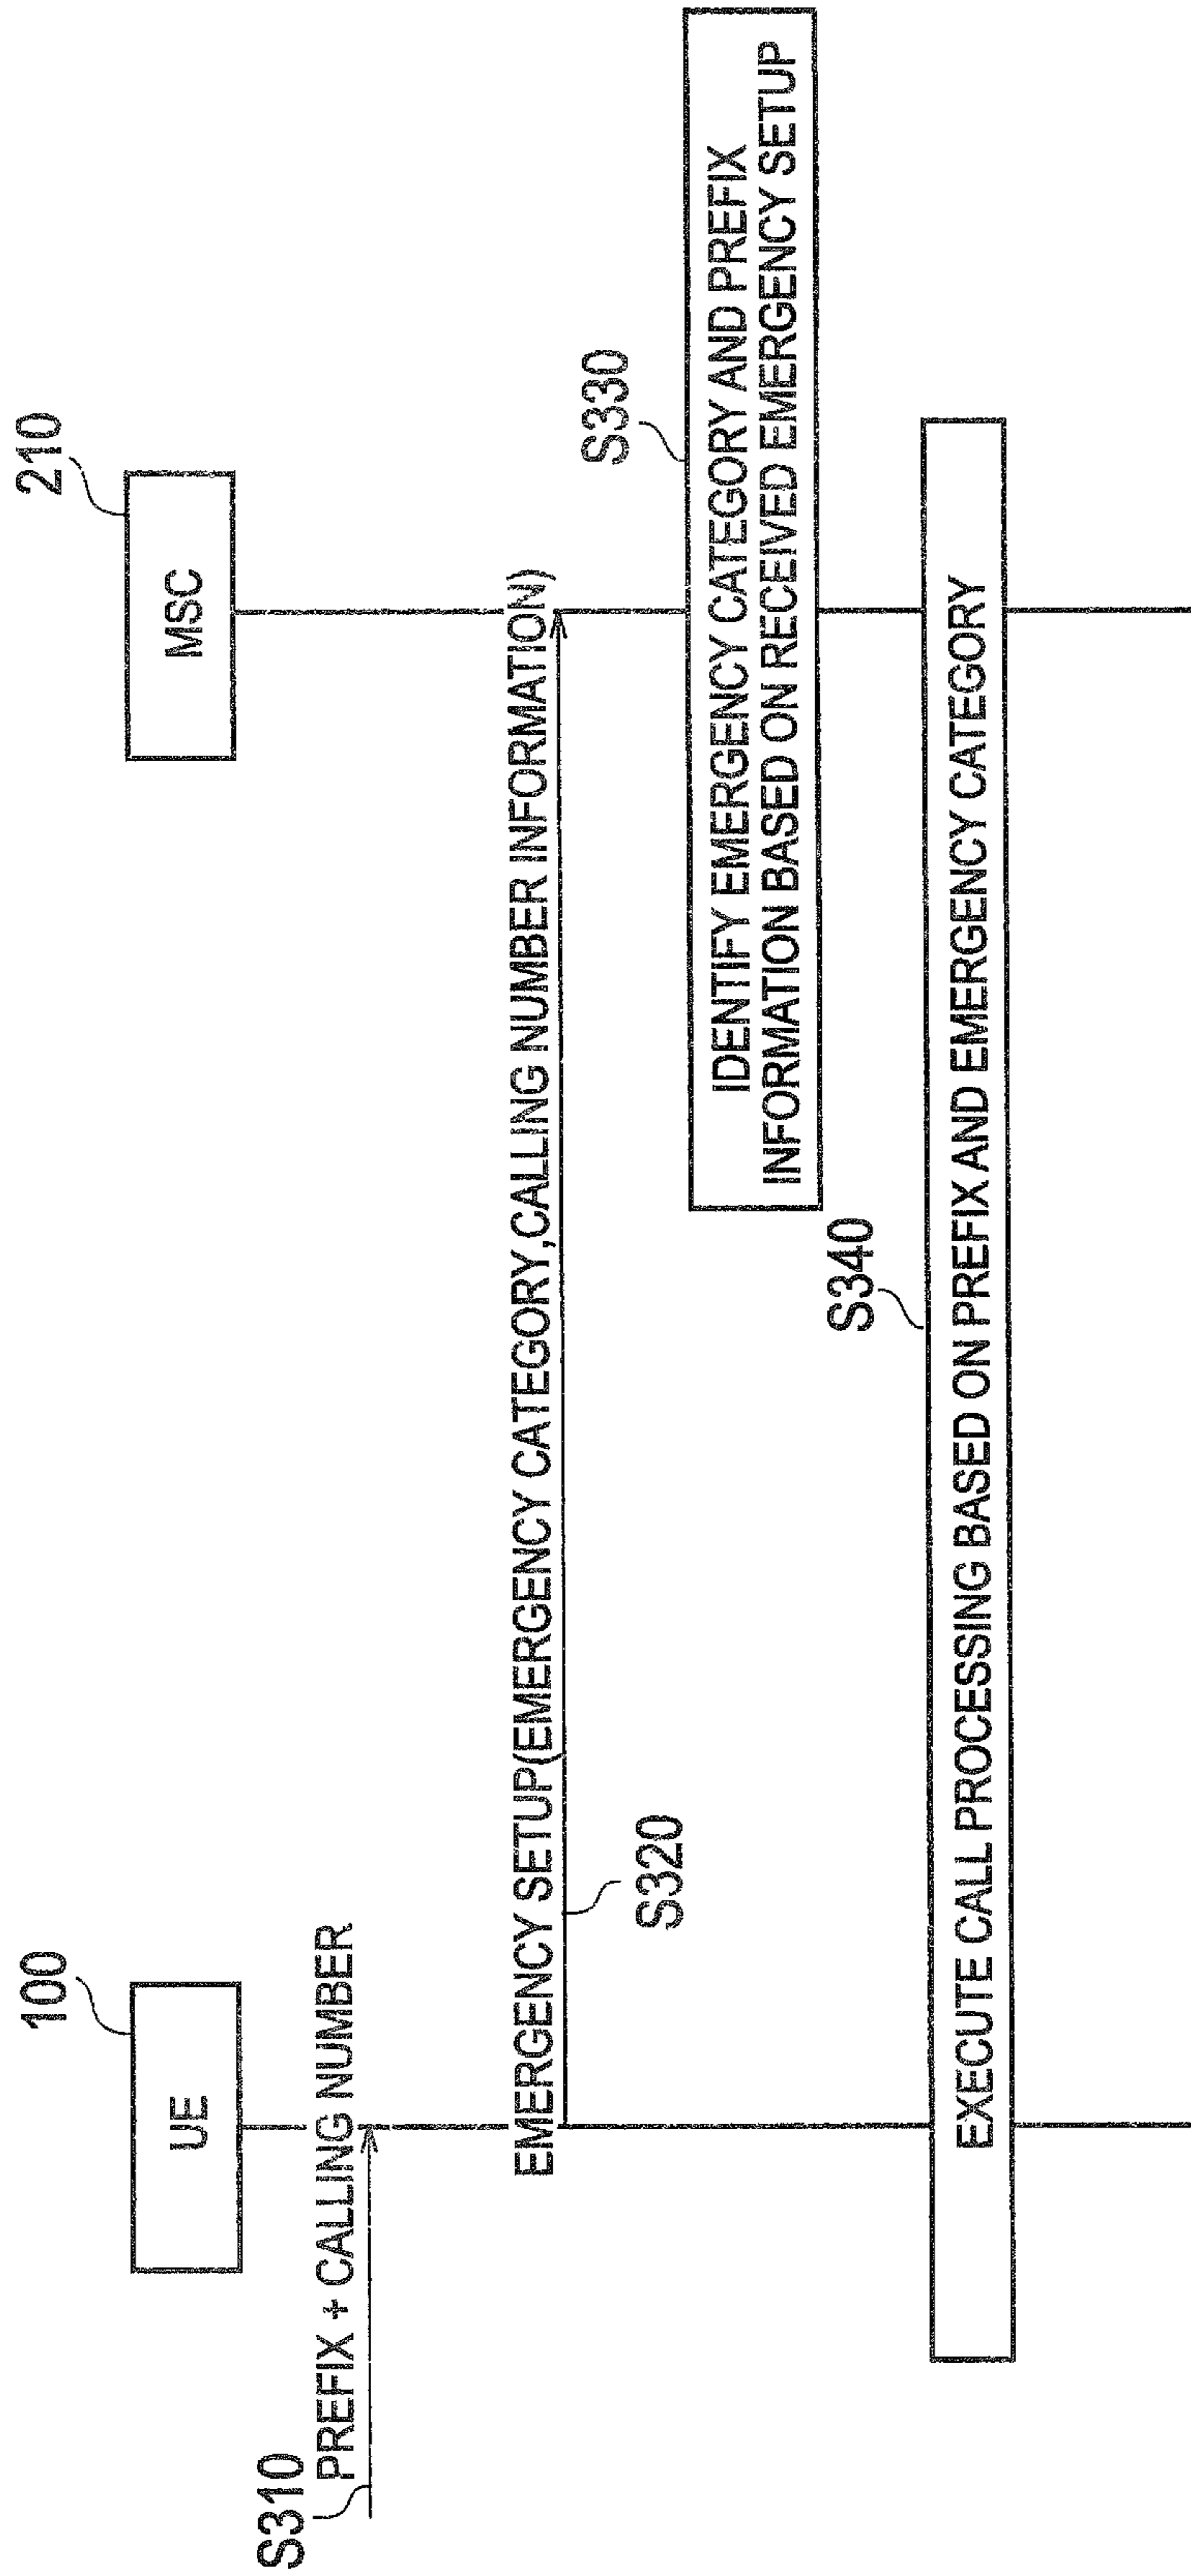 100
UE
210
MSC
S310
PREFIX + CALLING NUMBER
EMERGENCY SETUP(EMERGENCY CATEGORY,CALLING NUMBER INFORMATION)
S320
S330
IDENTIFY EMERGENCY CATEGORY AND PREFIX
INFORMATION BASED ON RECEIVED EMERGENCY SETUP
S340
EXECUTE CALL PROCESSING BASED ON PREFIX AND EMERGENCY CATEGORY